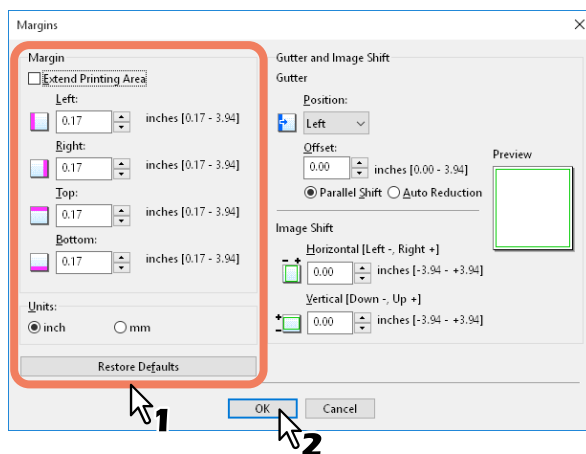 Margins
Margin
Extend Printing Area
Left:
0.17 inches [0.17 - 3.94]
Right:
0.17 inches [0.17 - 3.94]
Top:
0.17 inches [0.17 - 3.94]
Bottom:
0.17 inches [0.17 - 3.94]
Units:
inch mm
Restore Defaults
1
Gutter and Image Shift
Gutter
Position:
Left
Offset:
0.00 inches [0.00 - 3.94]
Parallel Shift Auto Reduction
Preview
Image Shift
Horizontal [Left -, Right +]
- +
0.00 inches [-3.94 - +3.94]
Vertical [Down -, Up +]
+
-
0.00 inches [-3.94 - +3.94]
OK Cancel
2